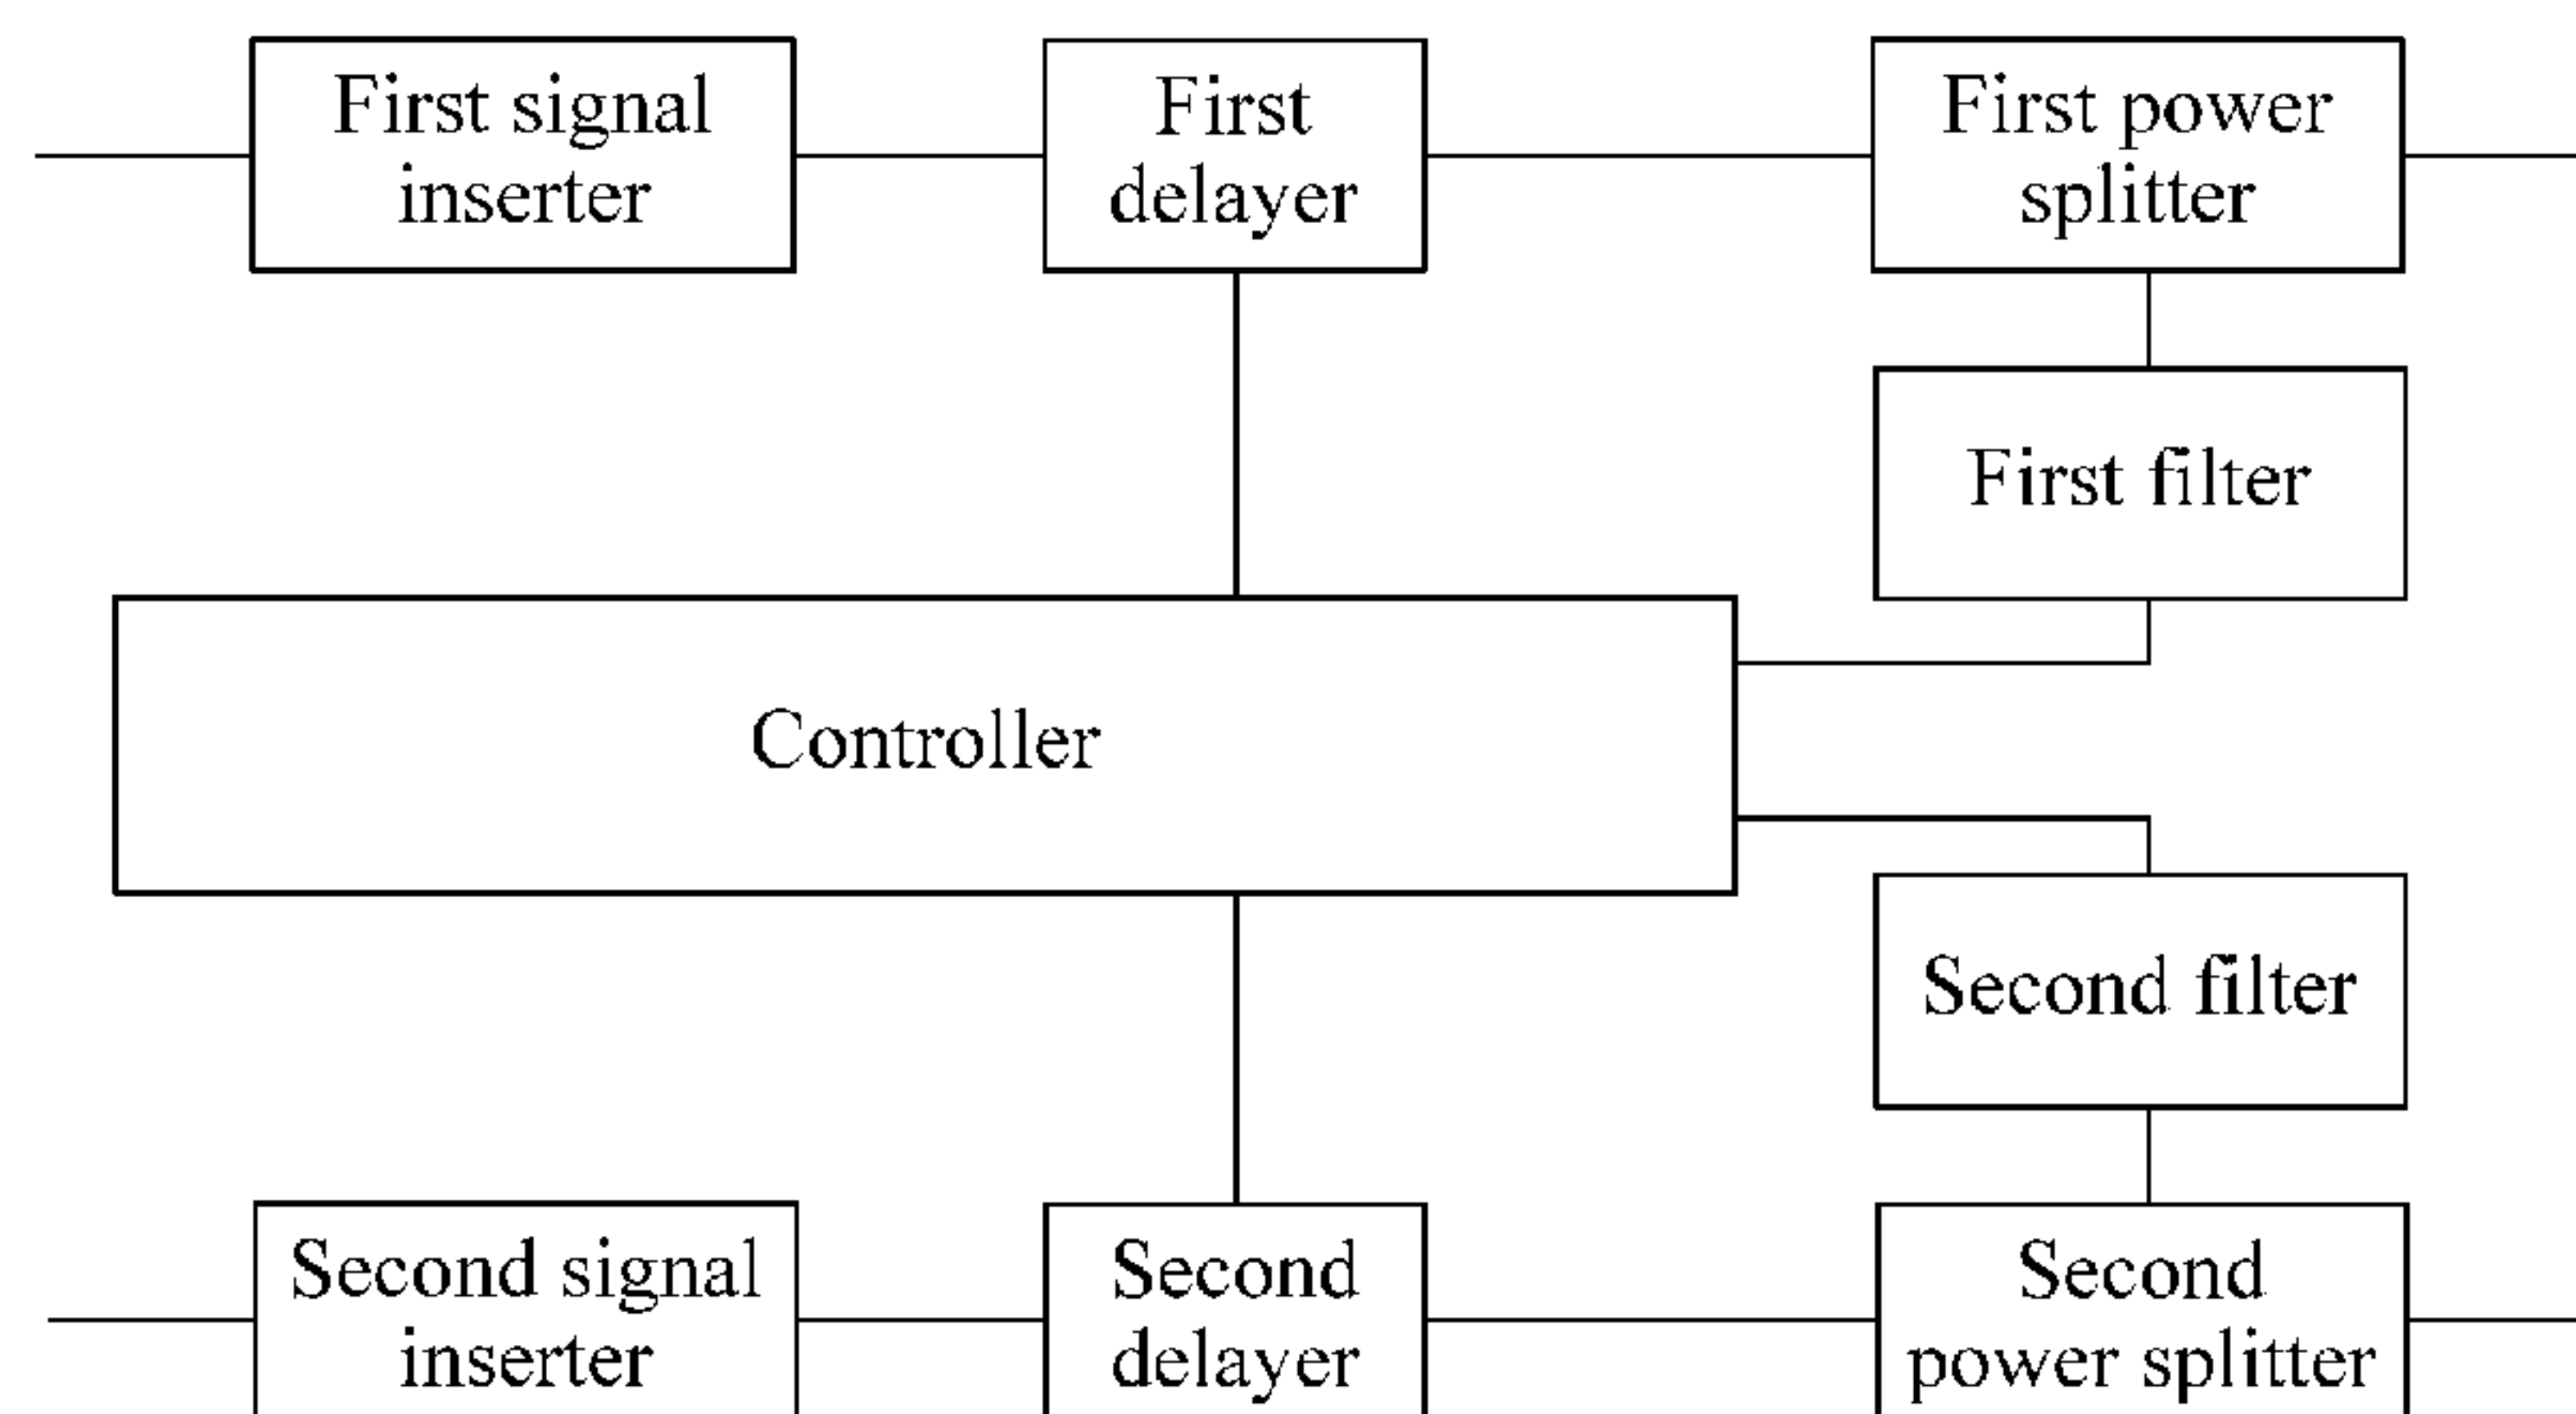 First signal
inserter
First
delayer
First power
splitter
First filter
Controller
Second filter
Second signal
inserter
Second
delayer
Second
power splitter